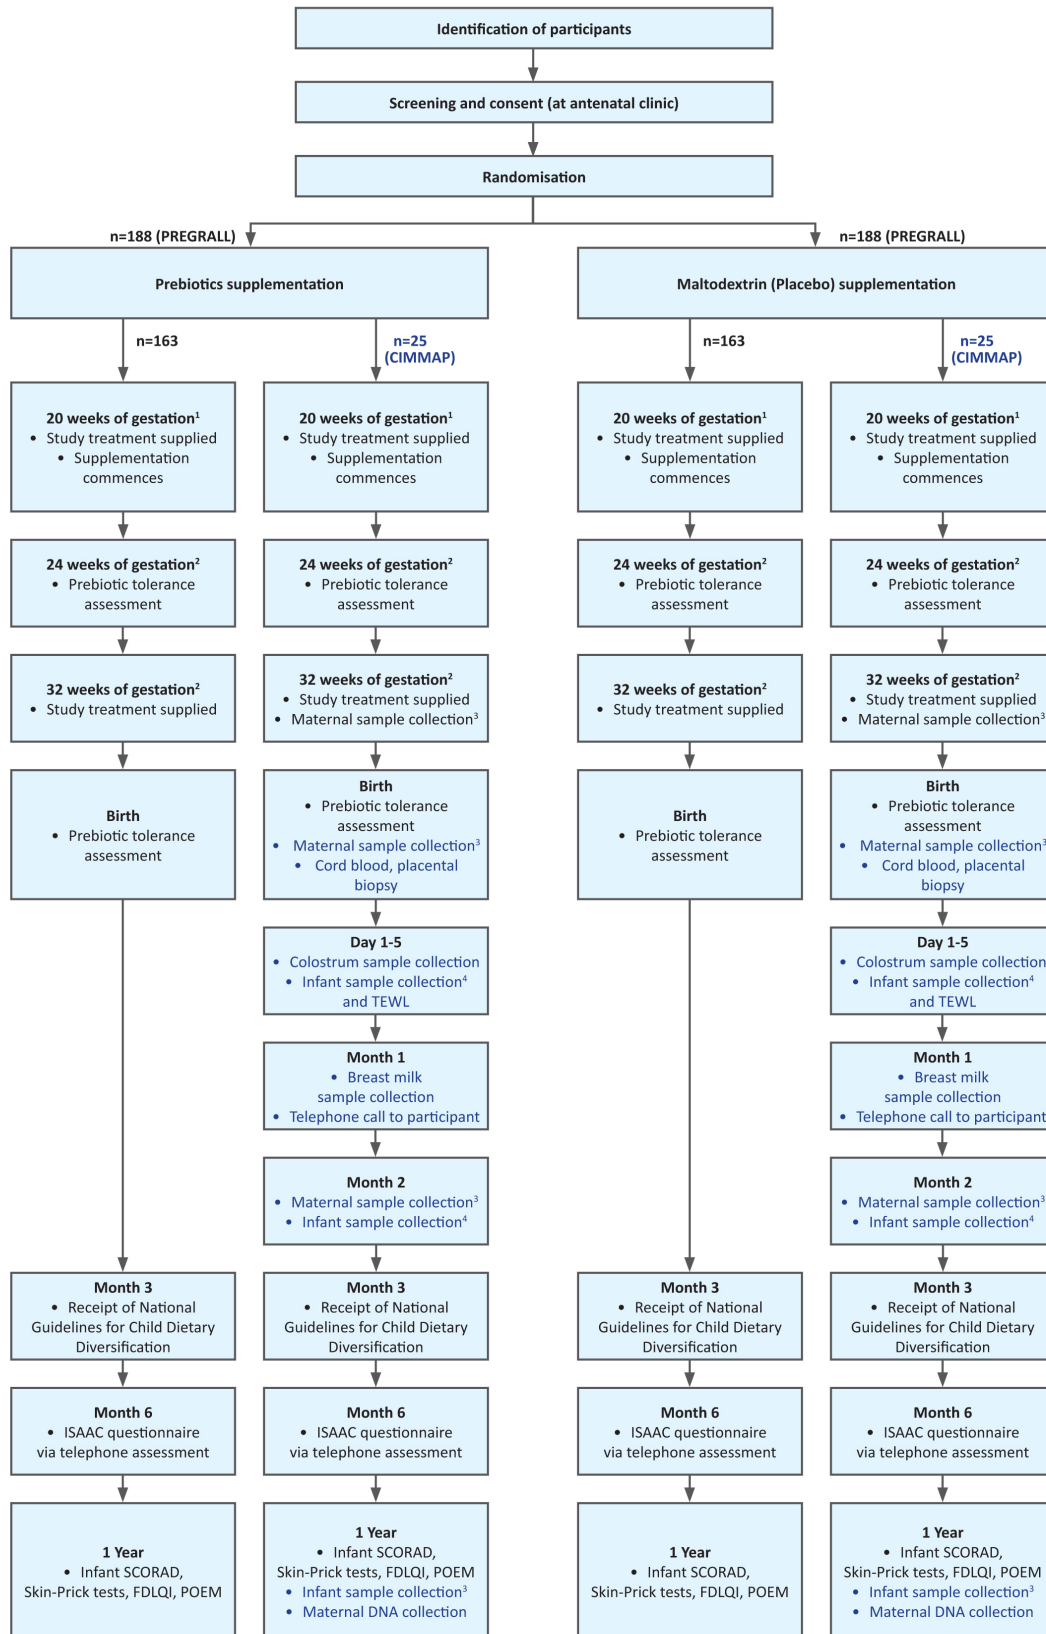 Identification of participants
Screening and consent (at antenatal clinic)
Randomisation
n=188 (PREGRALL)
Prebiotics supplementation
n=163
n=25
(CIMMAP)
20 weeks of gestation¹
• Study treatment supplied
• Supplementation
commences
24 weeks of gestation²
• Prebiotic tolerance
assessment
32 weeks of gestation²
• Study treatment supplied
Birth
• Prebiotic tolerance
assessment
Month 3
• Receipt of National
Guidelines for Child Dietary
Diversification
Month 6
• ISAAC questionnaire
via telephone assessment
1 Year
• Infant SCORAD,
Skin-Prick tests, FDLQI, POEM
20 weeks of gestation¹
• Study treatment supplied
• Supplementation
commences
24 weeks of gestation²
• Prebiotic tolerance
assessment
32 weeks of gestation²
• Study treatment supplied
• Maternal sample collection³
Birth
• Prebiotic tolerance
assessment
• Maternal sample collection³
• Cord blood, placental
biopsy
Day 1-5
• Colostrum sample collection
• Infant sample collection⁴
and TEWL
Month 1
• Breast milk
sample collection
• Telephone call to participant
Month 2
• Maternal sample collection³
• Infant sample collection⁴
Month 3
• Receipt of National
Guidelines for Child Dietary
Diversification
Month 6
• ISAAC questionnaire
via telephone assessment
1 Year
• Infant SCORAD,
Skin-Prick tests, FDLQI, POEM
• Infant sample collection³
• Maternal DNA collection
n=188 (PREGRALL)
Maltodextrin (Placebo) supplementation
n=163
n=25
(CIMMAP)
20 weeks of gestation¹
• Study treatment supplied
• Supplementation
commences
24 weeks of gestation²
• Prebiotic tolerance
assessment
32 weeks of gestation²
• Study treatment supplied
Birth
• Prebiotic tolerance
assessment
Month 3
• Receipt of National
Guidelines for Child Dietary
Diversification
Month 6
• ISAAC questionnaire
via telephone assessment
1 Year
• Infant SCORAD,
Skin-Prick tests, FDLQI, POEM
20 weeks of gestation¹
• Study treatment supplied
• Supplementation
commences
24 weeks of gestation²
• Prebiotic tolerance
assessment
32 weeks of gestation²
• Study treatment supplied
• Maternal sample collection³
Birth
• Prebiotic tolerance
assessment
• Maternal sample collection³
• Cord blood, placental
biopsy
Day 1-5
• Colostrum sample collection
• Infant sample collection⁴
and TEWL
Month 1
• Breast milk
sample collection
• Telephone call to participant
Month 2
• Maternal sample collection³
• Infant sample collection⁴
Month 3
• Receipt of National
Guidelines for Child Dietary
Diversification
Month 6
• ISAAC questionnaire
via telephone assessment
1 Year
• Infant SCORAD,
Skin-Prick tests, FDLQI, POEM
• Infant sample collection³
• Maternal DNA collection